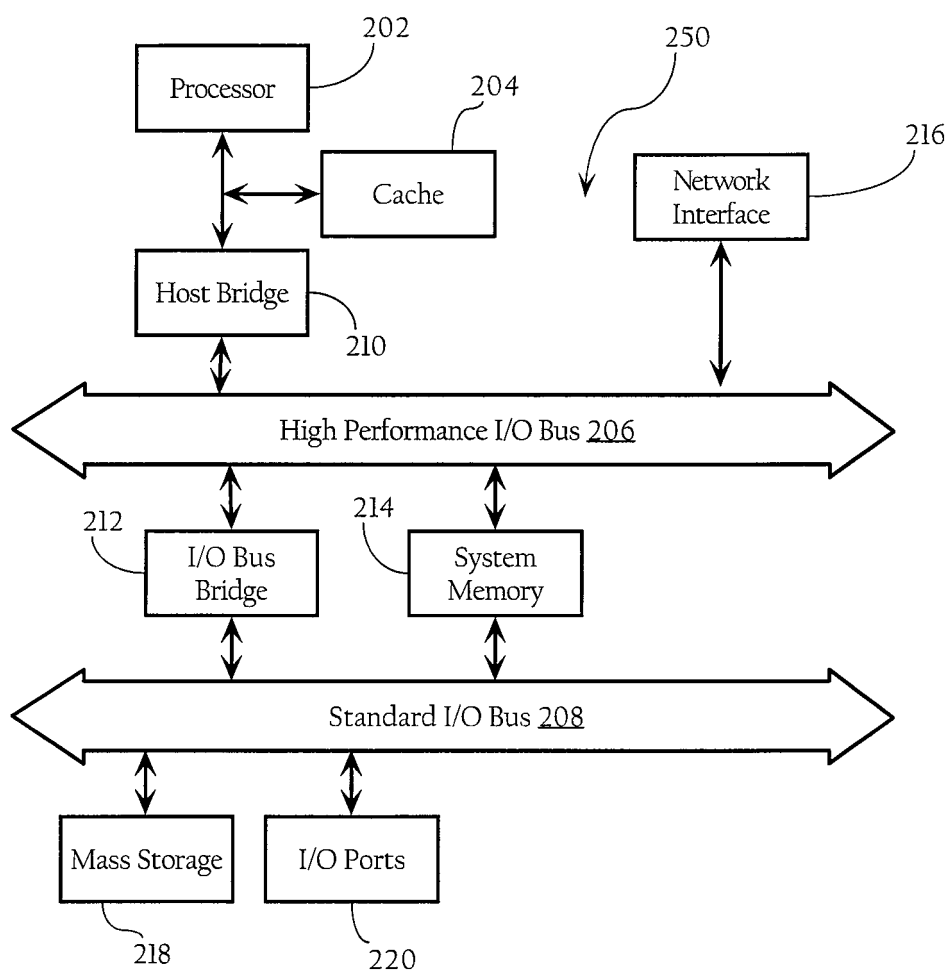 202
250
Processor
204
216
Cache
Network
Interface
Host Bridge
210
High Performance I/O Bus 206
212
214
I/O Bus
Bridge
System
Memory
Standard I/O Bus 208
Mass Storage
I/O Ports
218
220